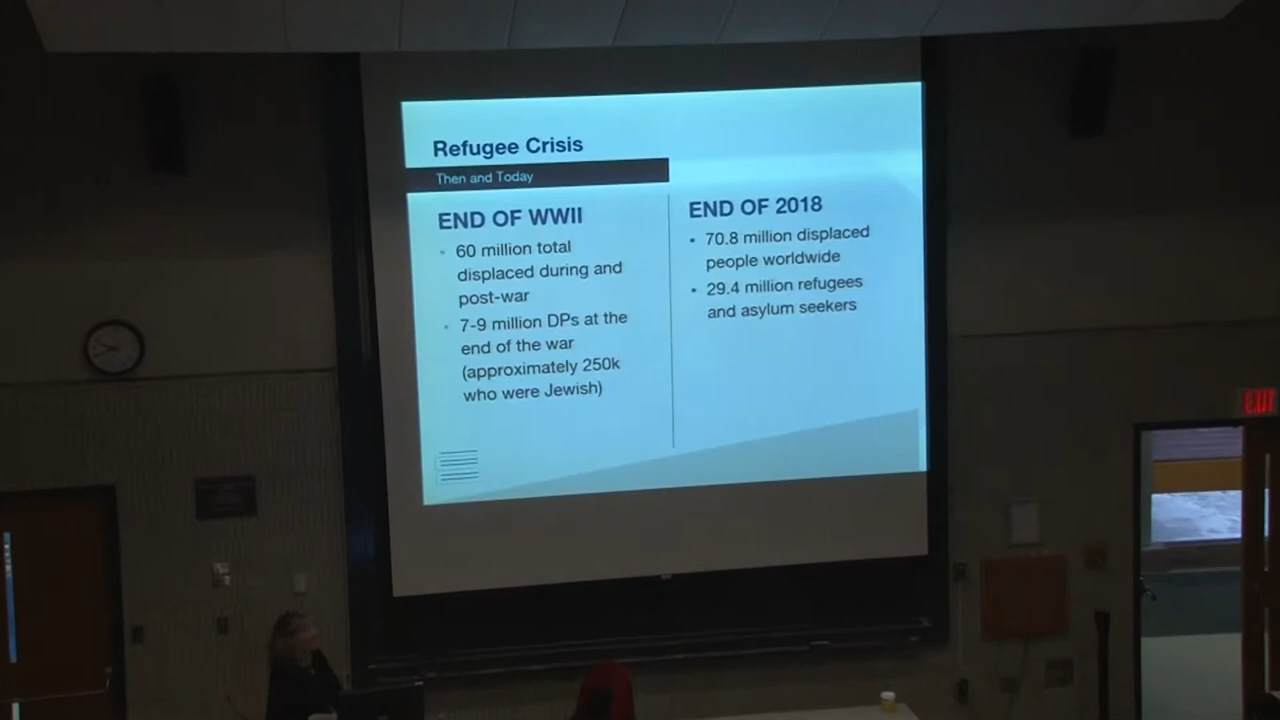 Refugee Crisis
Then and Today
END OF WWII
• 60 million total
displaced during and
post-war
• 7-9 million DPs at the
end of the war
(approximately 250k
who were Jewish)
END OF 2018
• 70.8 million displaced
people worldwide
• 29.4 million refugees
and asylum seekers
EXIT